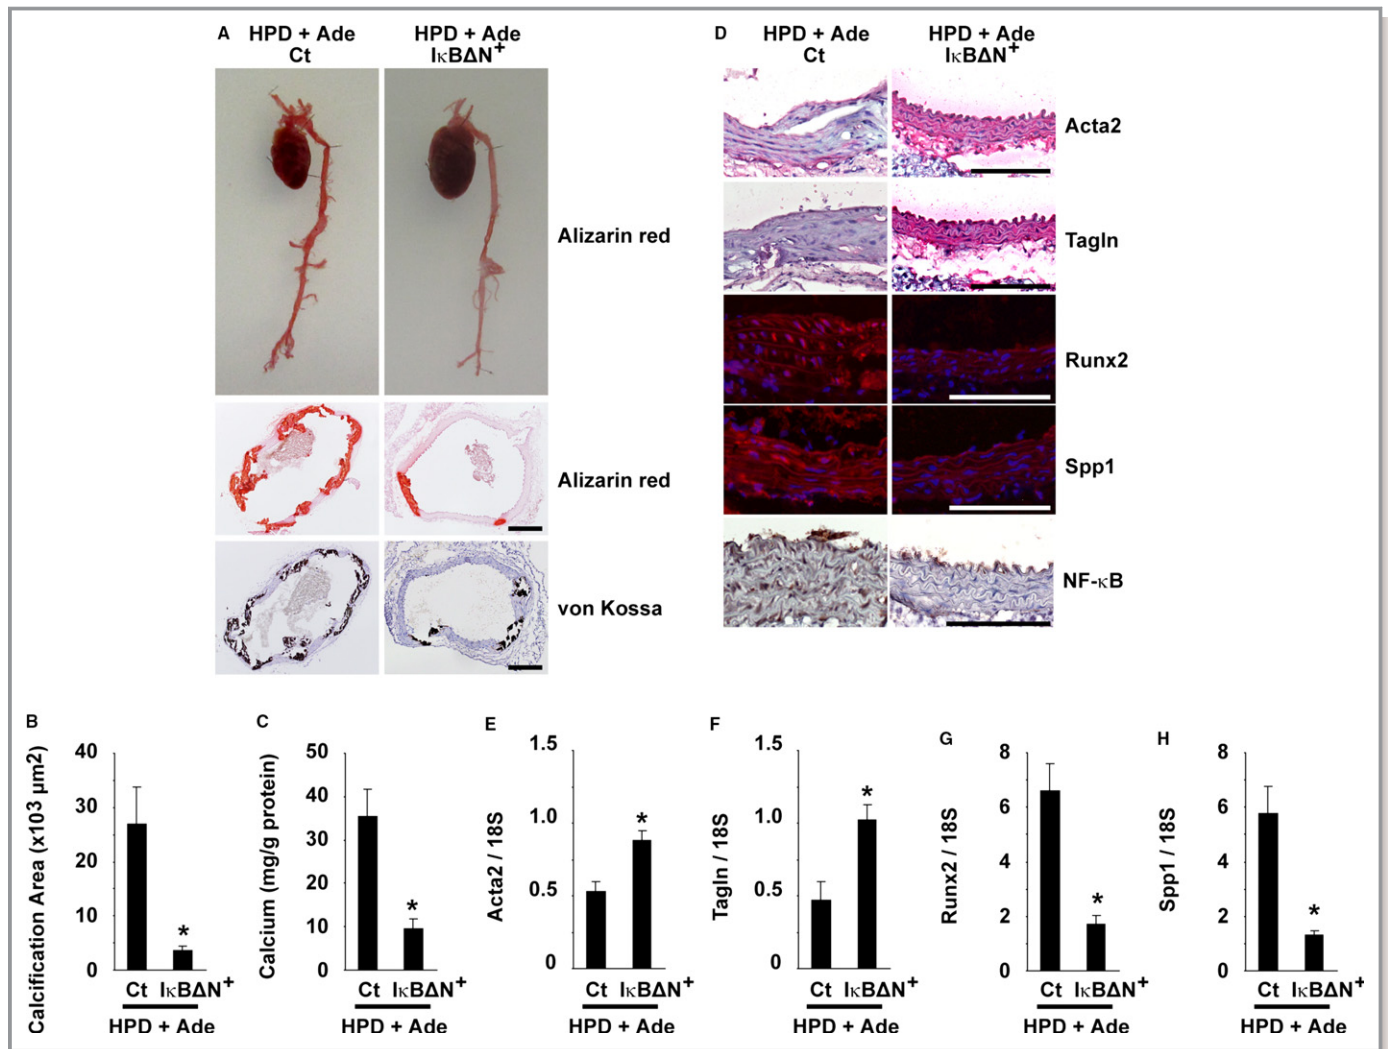 A
HPD + Ade
Ct
HPD + Ade
IκBΔN+
Alizarin red
Alizarin red
von Kossa
D
HPD + Ade
Ct
HPD + Ade
IκBΔN+
Acta2
Tagln
Runx2
Spp1
NF-κB
B
Calcification Area (x103 µm2)
40
30
20
10
0
*
Ct IκBΔN+
HPD + Ade
C
Calcium (mg/g protein)
50
40
30
20
10
0
*
Ct IκBΔN+
HPD + Ade
E
Acta2 / 18S
1.5
1.0
0.5
0
*
Ct IκBΔN+
HPD + Ade
F
Tagln / 18S
1.5
1.0
0.5
0
*
Ct IκBΔN+
HPD + Ade
G
Runx2 / 18S
8
6
4
2
0
*
Ct IκBΔN+
HPD + Ade
H
Spp1 / 18S
8
6
4
2
0
*
Ct IκBΔN+
HPD + Ade